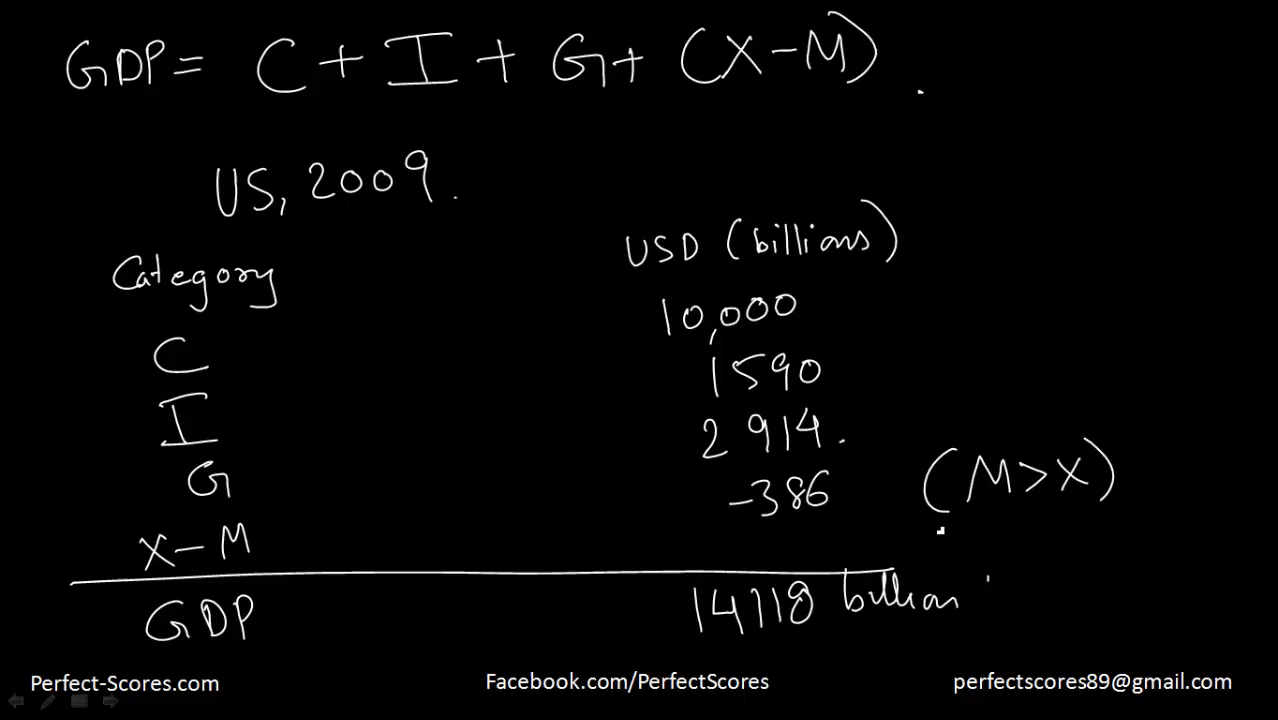 GDP = C + I + G + (X - M).
US, 2009.
Category USD (billions)
C 10,000
I 1590
G 2914.
X - M -386 (M > X)
GDP 14118 billion
Perfect-Scores.com Facebook.com/PerfectScores perfectscores89@gmail.com